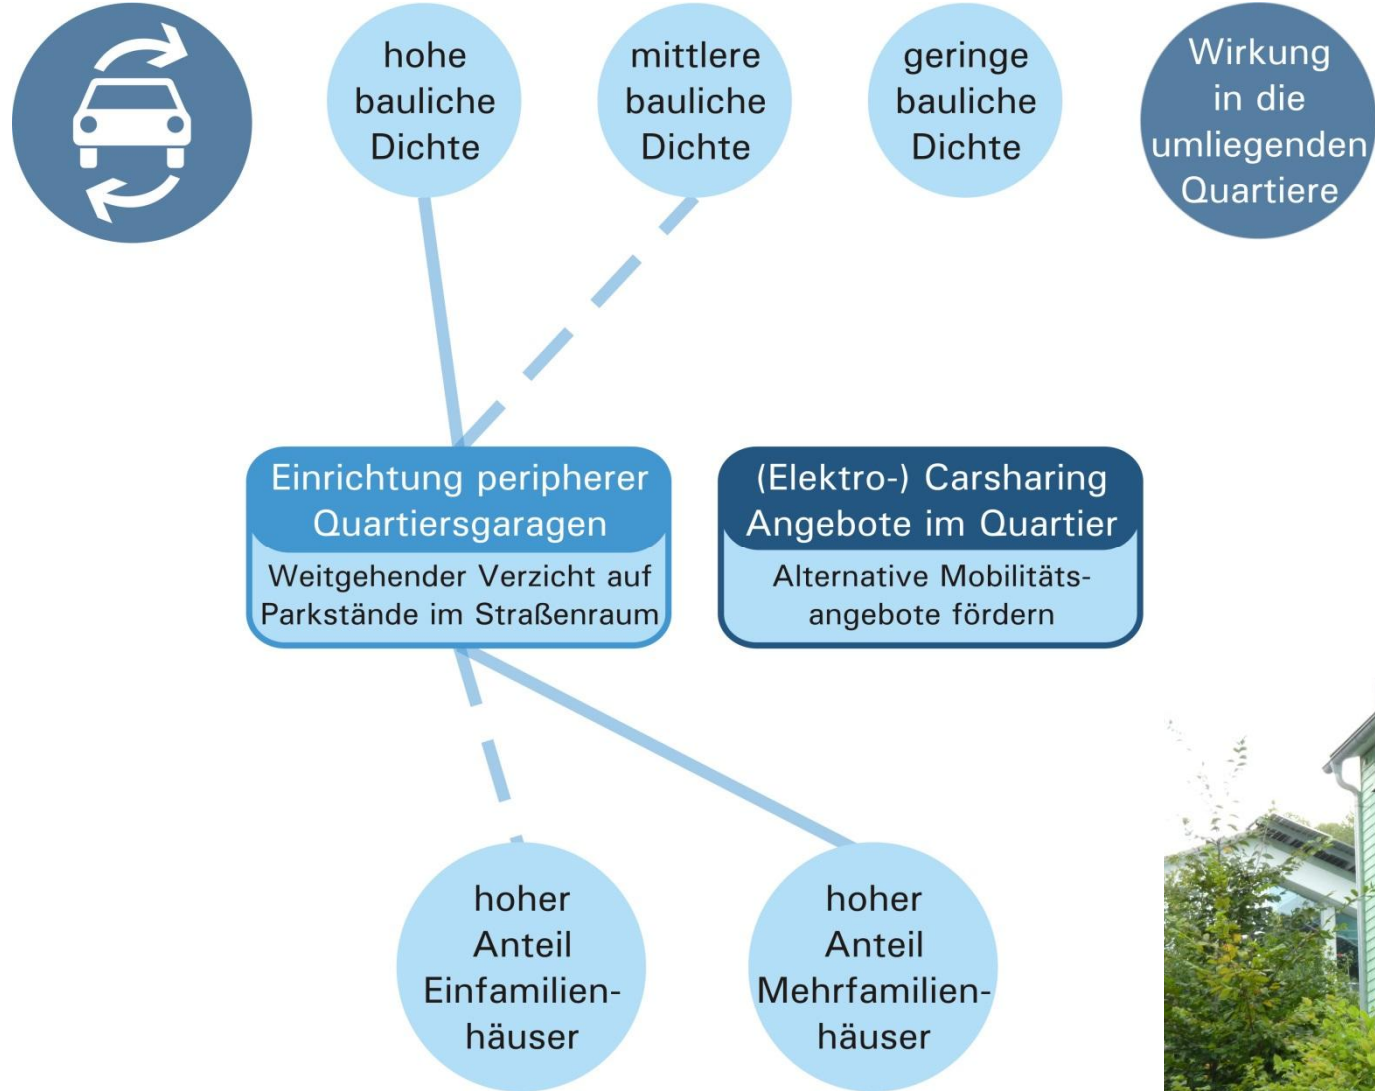 hohe
bauliche
Dichte
mittlere
bauliche
Dichte
geringe
bauliche
Dichte
Wirkung
in die
umliegenden
Quartiere
Einrichtung peripherer
Quartiersgaragen
Weitgehender Verzicht auf
Parkstände im Straßenraum
(Elektro-) Carsharing
Angebote im Quartier
Alternative Mobilitäts-
angebote fördern
hoher
Anteil
Einfamilien-
häuser
hoher
Anteil
Mehrfamilien-
häuser